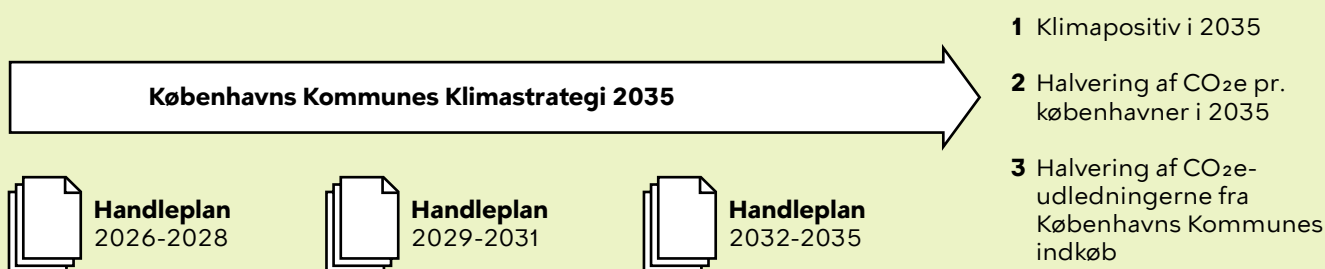 Københavns Kommunes Klimastrategi 2035
Handleplan
2026-2028
Handleplan
2029-2031
Handleplan
2032-2035
1 Klimapositiv i 2035
2 Halvering af CO₂e pr.
københavner i 2035
3 Halvering af CO₂e-
udledningerne fra
Københavns Kommunes
indkøb